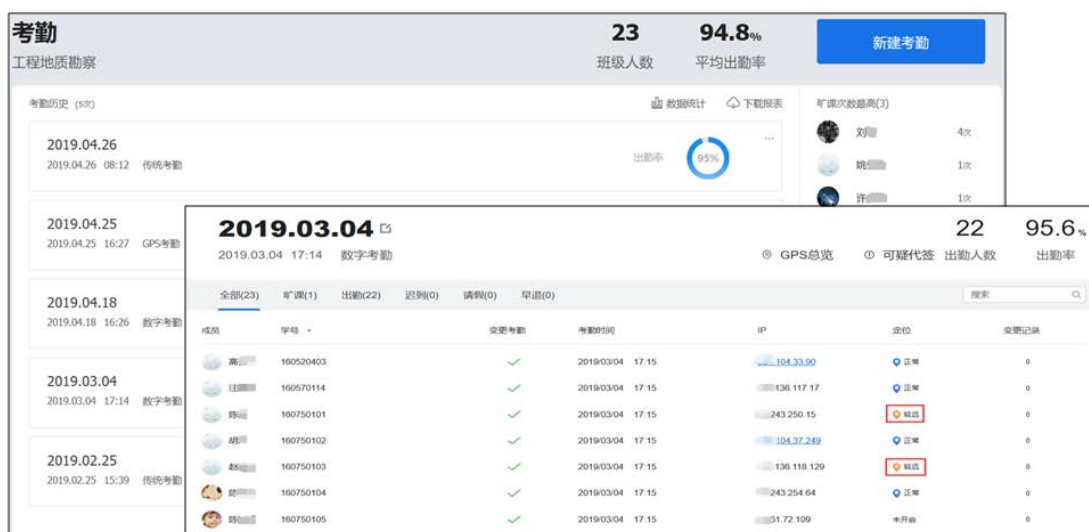 考勤
23
94.8%
新建考勤
工程地质勘察
班级人数
平均出勤率
考勤历史 (5次)
数据统计
下载报表
旷课次数最高(3)
2019.04.26
2019.04.26 08:12 传统考勤
出勤率
95%
刘
4次
姚
1次
许
1次
2019.04.25
2019.04.25 16:27 GPS考勤
2019.04.18
2019.04.18 16:26 数字考勤
2019.03.04
2019.03.04 17:14 数字考勤
2019.02.25
2019.02.25 15:39 传统考勤
2019.03.04
22
95.6%
2019.03.04 17:14 数字考勤
GPS总览
可疑代签
出勤人数
出勤率
全部(23) 旷课(1) 出勤(22) 迟到(0) 请假(0) 早退(0)
搜索
成员 学号 变更考勤 考勤时间 IP 定位 变更记录
高 160520403 2019/03/04 17:15 104.33.90 正常 0
汪 160570114 2019/03/04 17:15 136.117.17 正常 0
陈 160750101 2019/03/04 17:15 243.250.15 较远 0
胡 160750102 2019/03/04 17:15 104.37.249 正常 0
赵 160750103 2019/03/04 17:15 136.118.129 较远 0
陈 160750104 2019/03/04 17:15 243.254.64 正常 0
陈 160750105 2019/03/04 17:15 31.72.109 未开启 0